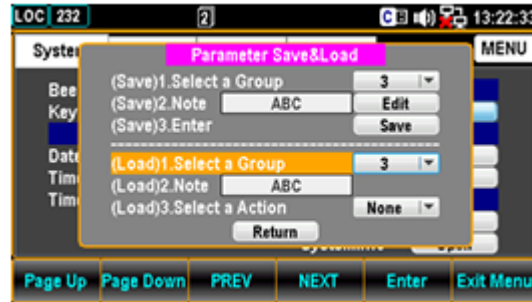 LOC 232 2 C 13:22:33
System MENU
Parameter Save&Load
(Save)1.Select a Group 3
(Save)2.Note ABC Edit
(Save)3.Enter Save
(Load)1.Select a Group 3
(Load)2.Note ABC
(Load)3.Select a Action None
Return
Bee
Key
Date
Time
Tim
Page Up Page Down PREV NEXT Enter Exit Menu